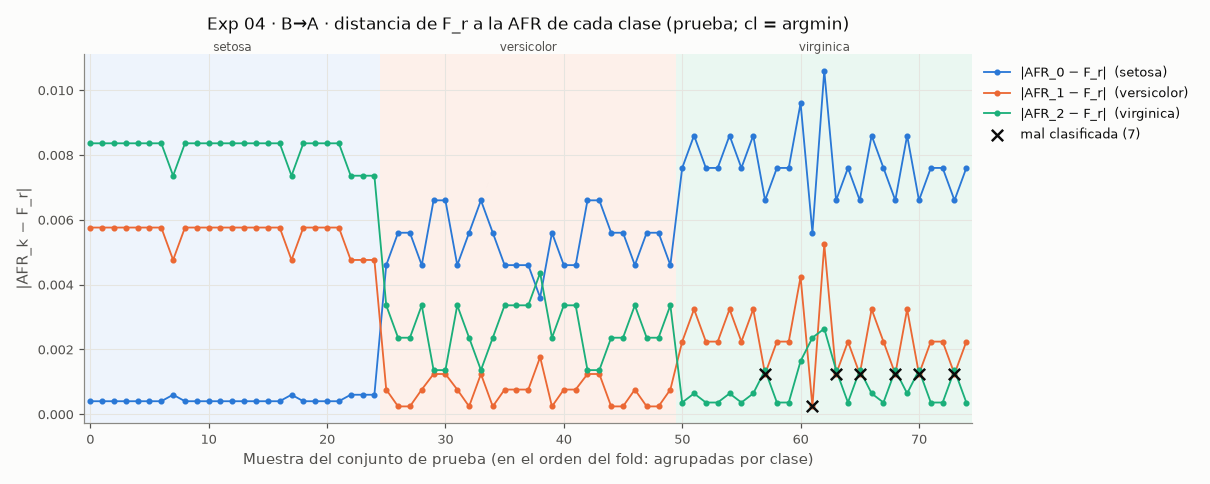 Exp 04 · B→A · distancia de F_r a la AFR de cada clase (prueba; cl = argmin)
setosa
versicolor
virginica
|AFR_0 − F_r| (setosa)
|AFR_1 − F_r| (versicolor)
|AFR_2 − F_r| (virginica)
mal clasificada (7)
|AFR_k − F_r|
0.010
0.008
0.006
0.004
0.002
0.000
0 10 20 30 40 50 60 70
Muestra del conjunto de prueba (en el orden del fold: agrupadas por clase)